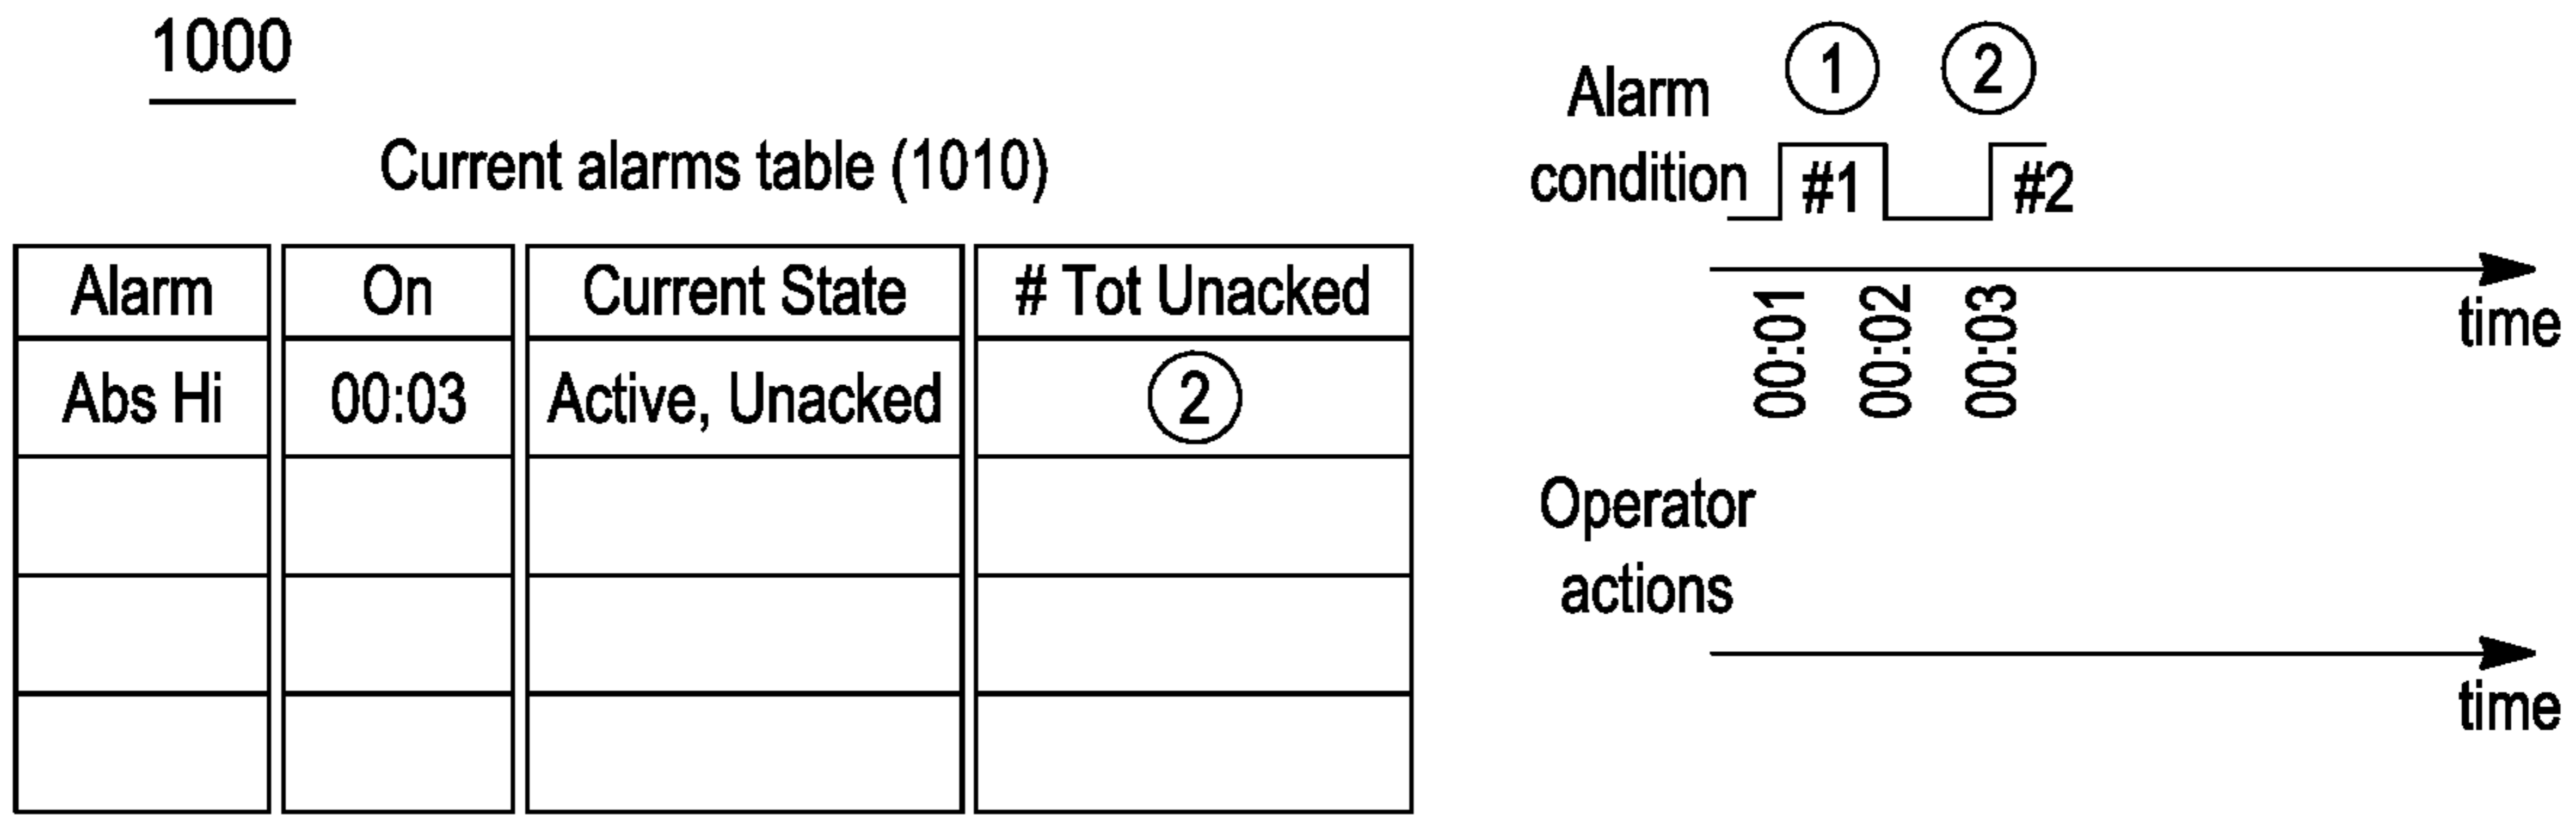 1000
Current alarms table (1010)
Alarm On Current State # Tot Unacked
Abs Hi 00:03 Active, Unacked 2
Alarm
condition
1 2
#1 #2
00:01 00:02 00:03
time
Operator
actions
time